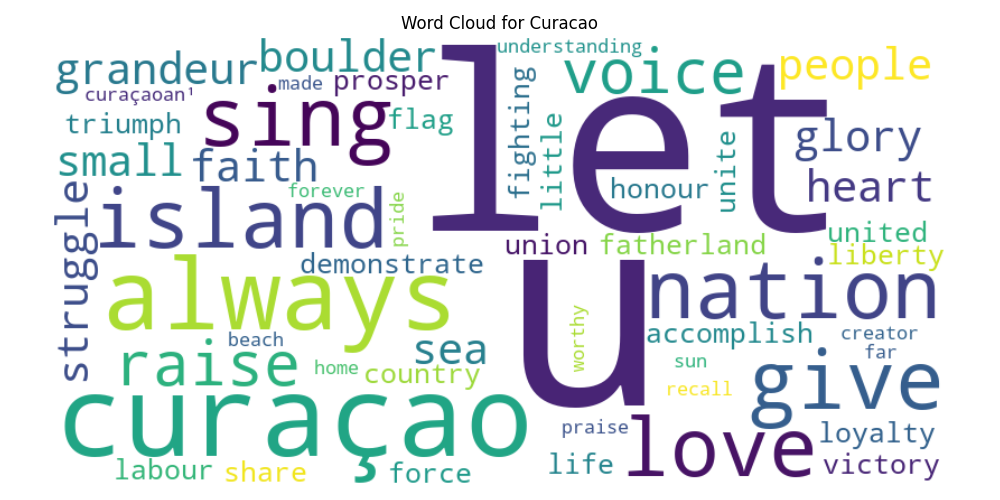 Word Cloud for Curacao
understanding
grandeur
boulder
let
voice
people
made
prosper
curaçaoan¹
sing
flag
fighting
little
unite
glory
triumph
small
faith
honour
heart
forever
pride
island
struggle
union
fatherland
united
liberty
demonstrate
always
u
nation
worthy
accomplish
creator
beach
sea
far
raise
home
country
sun
recall
give
curaçao
praise
love
loyalty
labour
share
force
life
victory